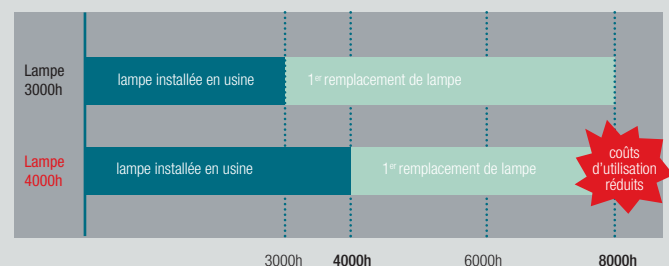 Lampe
3000h
lampe installée en usine
1er remplacement de lampe
Lampe
4000h
lampe installée en usine
1er remplacement de lampe
coûts
d'utilisation
réduits
3000h 4000h 6000h 8000h